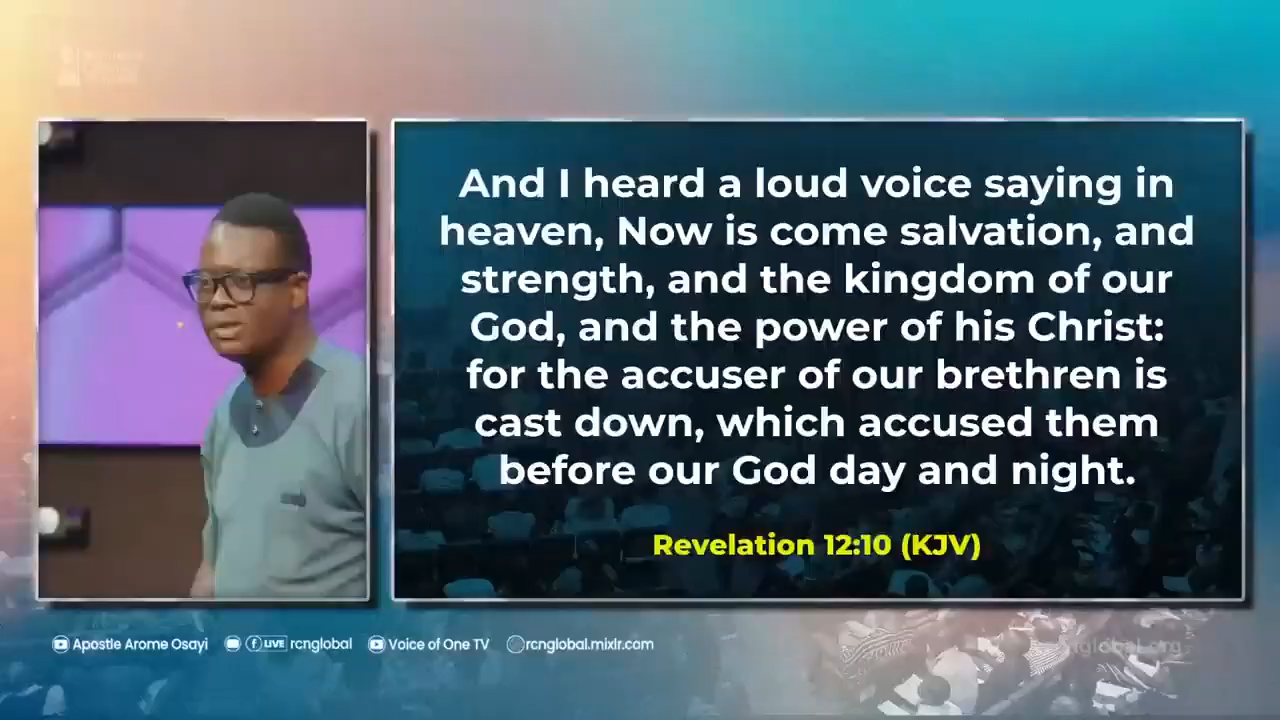 And I heard a loud voice saying in
heaven, Now is come salvation, and
strength, and the kingdom of our
God, and the power of his Christ:
for the accuser of our brethren is
cast down, which accused them
before our God day and night.
Revelation 12:10 (KJV)
Apostle Arome Osayi LIVE rcnglobal Voice of One TV rcnglobal.mixlr.com